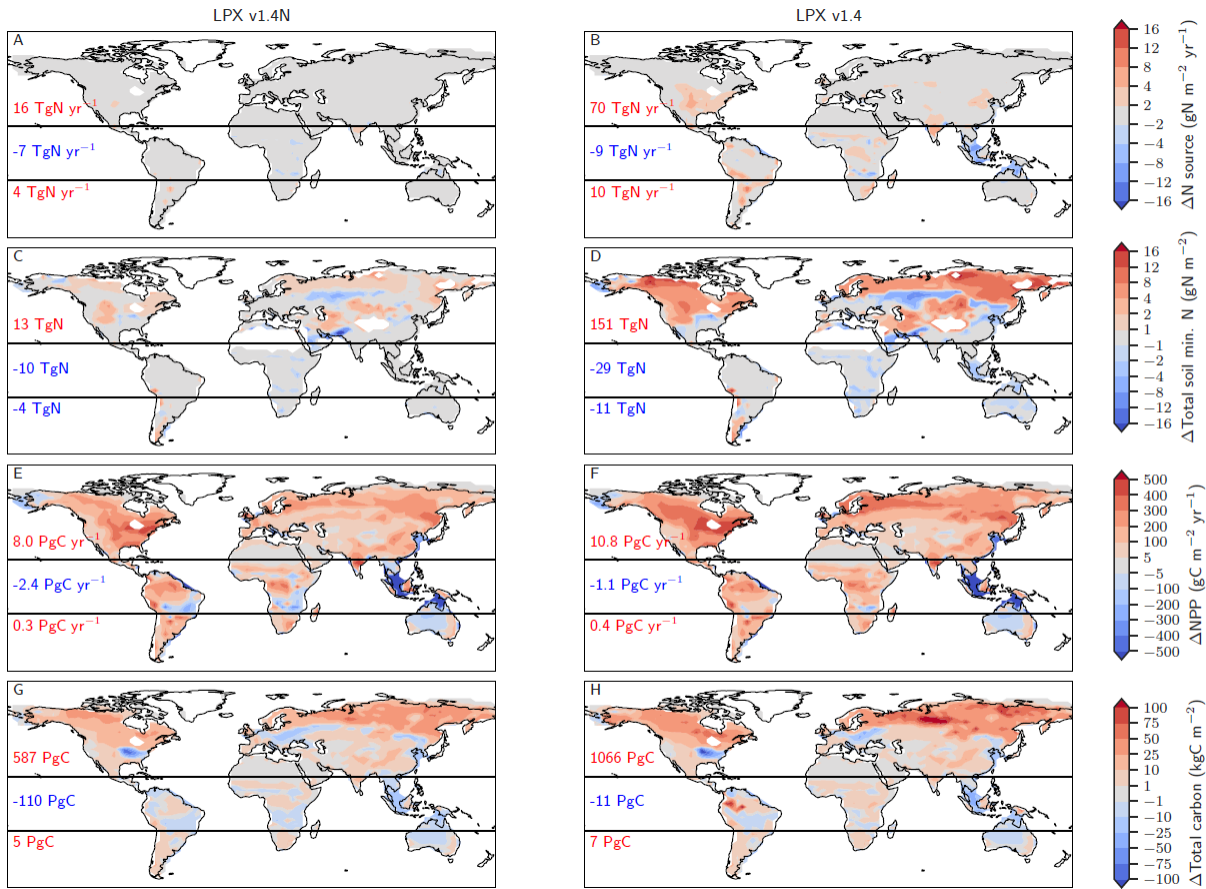 LPX v1.4N
LPX v1.4
A
16 TgN yr−1
-7 TgN yr−1
4 TgN yr−1
B
70 TgN yr−1
-9 TgN yr−1
10 TgN yr−1
16
12
8
4
2
−2
−4
−8
−12
−16
ΔN source (gN m−2 yr−1)
C
13 TgN
-10 TgN
-4 TgN
D
151 TgN
-29 TgN
-11 TgN
16
12
8
4
2
1
−1
−2
−4
−8
−12
−16
ΔTotal soil min. N (gN m−2)
E
8.0 PgC yr−1
-2.4 PgC yr−1
0.3 PgC yr−1
F
10.8 PgC yr−1
-1.1 PgC yr−1
0.4 PgC yr−1
500
400
300
200
100
5
−5
−100
−200
−300
−400
−500
ΔNPP (gC m−2 yr−1)
G
587 PgC
-110 PgC
5 PgC
H
1066 PgC
-11 PgC
7 PgC
100
75
50
25
10
1
−1
−10
−25
−50
−75
−100
ΔTotal carbon (kgC m−2)